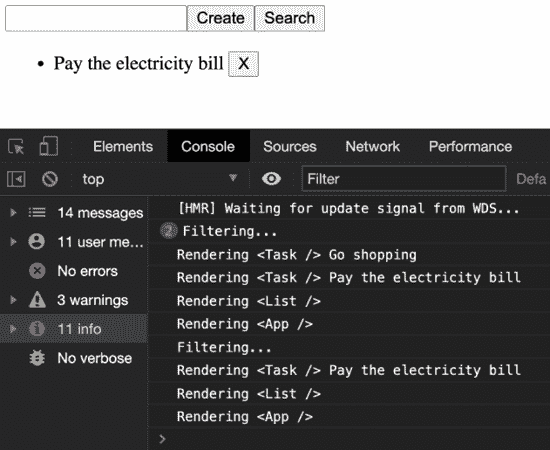 Create Search
• Pay the electricity bill X
Elements Console Sources Network Performance
top Filter Defa
14 messages
11 user me...
No errors
3 warnings
11 info
No verbose
[HMR] Waiting for update signal from WDS...
2 Filtering...
Rendering <Task /> Go shopping
Rendering <Task /> Pay the electricity bill
Rendering <List />
Rendering <App />
Filtering...
Rendering <Task /> Pay the electricity bill
Rendering <List />
Rendering <App />
>